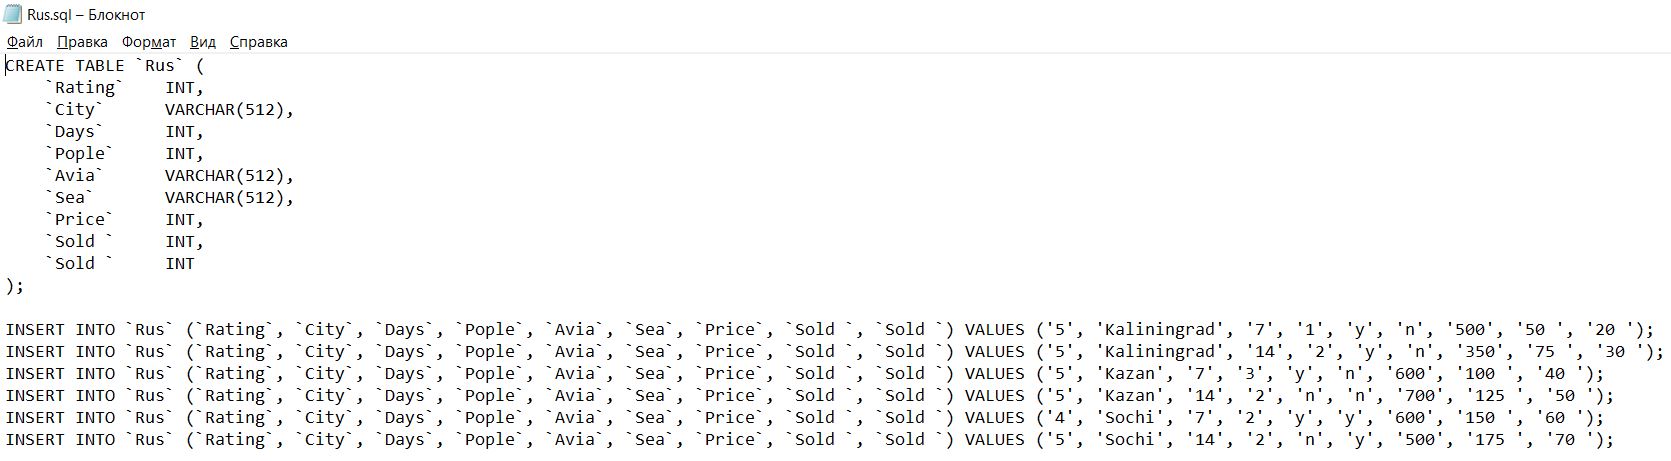 Rus.sql – Блокнот
Файл Правка Формат Вид Справка
CREATE TABLE `Rus` (
    `Rating`    INT,
    `City`      VARCHAR(512),
    `Days`      INT,
    `Pople`     INT,
    `Avia`      VARCHAR(512),
    `Sea`       VARCHAR(512),
    `Price`     INT,
    `Sold `     INT,
    `Sold `     INT
);

INSERT INTO `Rus` (`Rating`, `City`, `Days`, `Pople`, `Avia`, `Sea`, `Price`, `Sold `, `Sold `) VALUES ('5', 'Kaliningrad', '7', '1', 'y', 'n', '500', '50 ', '20 ');
INSERT INTO `Rus` (`Rating`, `City`, `Days`, `Pople`, `Avia`, `Sea`, `Price`, `Sold `, `Sold `) VALUES ('5', 'Kaliningrad', '14', '2', 'y', 'n', '350', '75 ', '30 ');
INSERT INTO `Rus` (`Rating`, `City`, `Days`, `Pople`, `Avia`, `Sea`, `Price`, `Sold `, `Sold `) VALUES ('5', 'Kazan', '7', '3', 'y', 'n', '600', '100 ', '40 ');
INSERT INTO `Rus` (`Rating`, `City`, `Days`, `Pople`, `Avia`, `Sea`, `Price`, `Sold `, `Sold `) VALUES ('5', 'Kazan', '14', '2', 'n', 'n', '700', '125 ', '50 ');
INSERT INTO `Rus` (`Rating`, `City`, `Days`, `Pople`, `Avia`, `Sea`, `Price`, `Sold `, `Sold `) VALUES ('4', 'Sochi', '7', '2', 'y', 'y', '600', '150 ', '60 ');
INSERT INTO `Rus` (`Rating`, `City`, `Days`, `Pople`, `Avia`, `Sea`, `Price`, `Sold `, `Sold `) VALUES ('5', 'Sochi', '14', '2', 'n', 'y', '500', '175 ', '70 ');